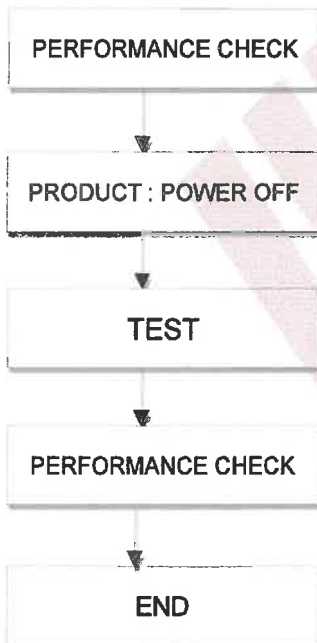 PERFORMANCE CHECK
PRODUCT : POWER OFF
TEST
PERFORMANCE CHECK
END